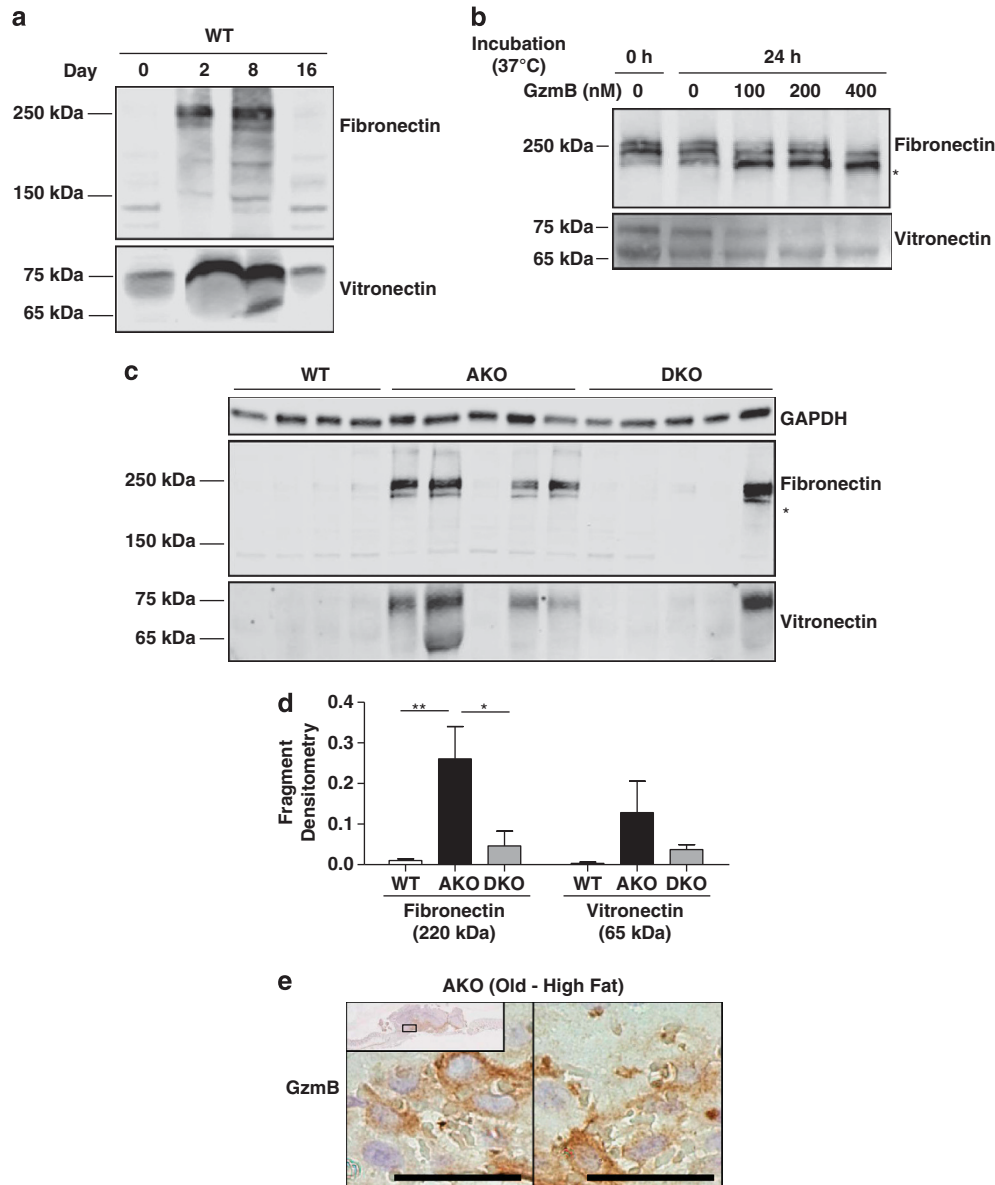 a
WT
Day 0 2 8 16
250 kDa
150 kDa
Fibronectin
75 kDa
65 kDa
Vitronectin
b
Incubation
(37°C)
0 h 24 h
GzmB (nM) 0 0 100 200 400
250 kDa
Fibronectin
*
75 kDa
65 kDa
Vitronectin
c
WT AKO DKO
GAPDH
250 kDa
Fibronectin
*
150 kDa
75 kDa
Vitronectin
65 kDa
d
Fragment
Densitometry
0.4
0.3
0.2
0.1
0.0
** *
WT AKO DKO WT AKO DKO
Fibronectin
(220 kDa)
Vitronectin
(65 kDa)
e
AKO (Old - High Fat)
GzmB